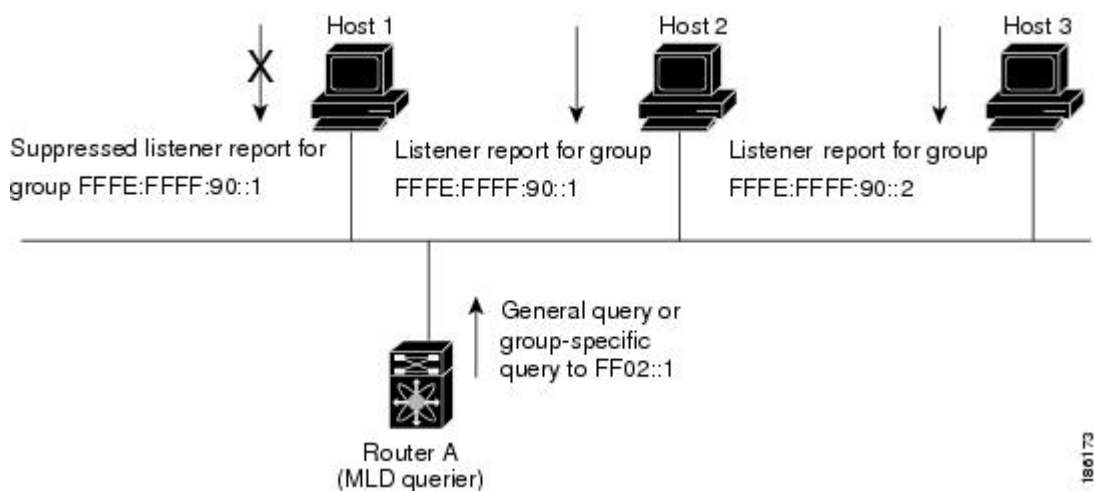 Host 1
Host 2
Host 3
X
Suppressed listener report for
group FFFE:FFFF:90::1
Listener report for group
FFFE:FFFF:90::1
Listener report for group
FFFE:FFFF:90::2
General query or
group-specific
query to FF02::1
Router A
(MLD querier)
186173